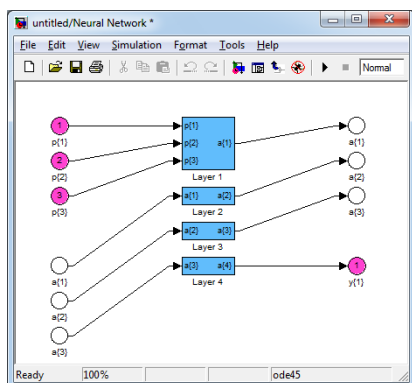 untitled/Neural Network *
File Edit View Simulation Format Tools Help
Normal
1 p{1} a{1}
p{1} p{2} a{1}
2 p{3} a{2}
p{2} Layer 1
3 a{1} a{2} a{3}
p{3} Layer 2
a{2} a{3}
Layer 3
a{3} a{4} 1
a{1} Layer 4 y{1}
a{2}
a{3}
Ready 100% ode45